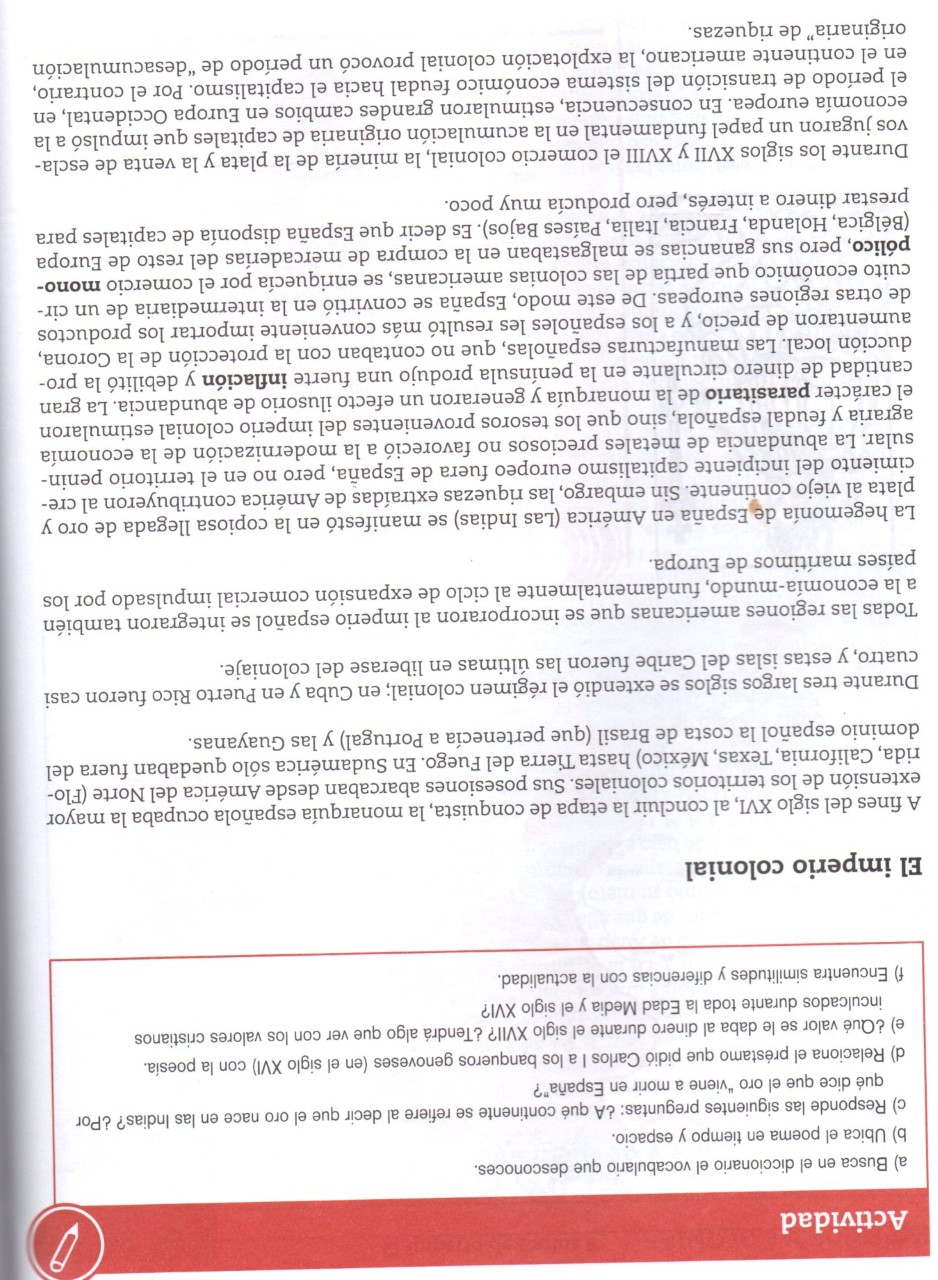 Actividad
a) Busca en el diccionario el vocabulario que desconoces.
b) Ubica el poema en tiempo y espacio.
c) Responde las siguientes preguntas: ¿A qué continente se refiere al decir que el oro nace en las Indias? ¿Por
qué dice que el oro "viene a morir en España"?
d) Relaciona el préstamo que pidió Carlos I a los banqueros genoveses (en el siglo XVI) con la poesía.
e) ¿Qué valor se le daba al dinero durante el siglo XVII? ¿Tendrá algo que ver con los valores cristianos
inculcados durante toda la Edad Media y el siglo XVI?
f) Encuentra similitudes y diferencias con la actualidad.
El imperio colonial
A fines del siglo XVI, al concluir la etapa de conquista, la monarquía española ocupaba la mayor
extensión de los territorios coloniales. Sus posesiones abarcaban desde América del Norte (Flo-
rida, California, Texas, México) hasta Tierra del Fuego. En Sudamérica sólo quedaban fuera del
dominio español la costa de Brasil (que pertenecía a Portugal) y las Guayanas.
Durante tres largos siglos se extendió el régimen colonial; en Cuba y en Puerto Rico fueron casi
cuatro, y estas islas del Caribe fueron las últimas en liberase del coloniaje.
Todas las regiones americanas que se incorporaron al imperio español se integraron también
a la economía-mundo, fundamentalmente al ciclo de expansión comercial impulsado por los
países marítimos de Europa.
La hegemonía de España en América (Las Indias) se manifestó en la copiosa llegada de oro y
plata al viejo continente. Sin embargo, las riquezas extraídas de América contribuyeron al cre-
cimiento del incipiente capitalismo europeo fuera de España, pero no en el territorio penin-
sular. La abundancia de metales preciosos no favoreció a la modernización de la economía
agraria y feudal española, sino que los tesoros provenientes del imperio colonial estimularon
el carácter parasitario de la monarquía y generaron un efecto ilusorio de abundancia. La gran
cantidad de dinero circulante en la península produjo una fuerte inflación y debilitó la pro-
ducción local. Las manufacturas españolas, que no contaban con la protección de la Corona,
aumentaron de precio, y a los españoles les resultó más conveniente importar los productos
de otras regiones europeas. De este modo, España se convirtió en la intermediaria de un cir-
cuito económico que partía de las colonias americanas, se enriquecía por el comercio mono-
pólico, pero sus ganancias se malgastaban en la compra de mercaderías del resto de Europa
(Bélgica, Holanda, Francia, Italia, Países Bajos). Es decir que España disponía de capitales para
prestar dinero a interés, pero producía muy poco.
Durante los siglos XVII y XVIII el comercio colonial, la minería de la plata y la venta de escla-
vos jugaron un papel fundamental en la acumulación originaria de capitales que impulsó a la
economía europea. En consecuencia, estimularon grandes cambios en Europa Occidental, en
el período de transición del sistema económico feudal hacia el capitalismo. Por el contrario,
en el continente americano, la explotación colonial provocó un período de "desacumulación
originaria" de riquezas.